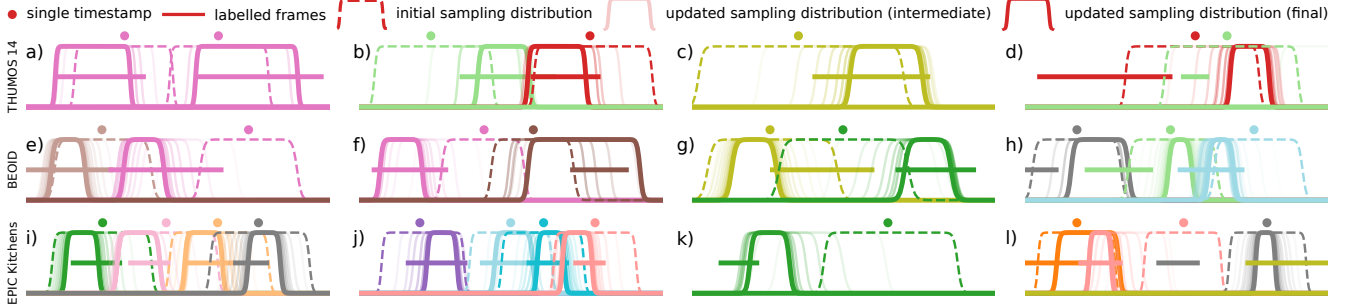 single timestamp labelled frames initial sampling distribution updated sampling distribution (intermediate) updated sampling distribution (final)
THUMOS 14
a) b) c) d)
BEOID
e) f) g) h)
EPIC Kitchens
i) j) k) l)